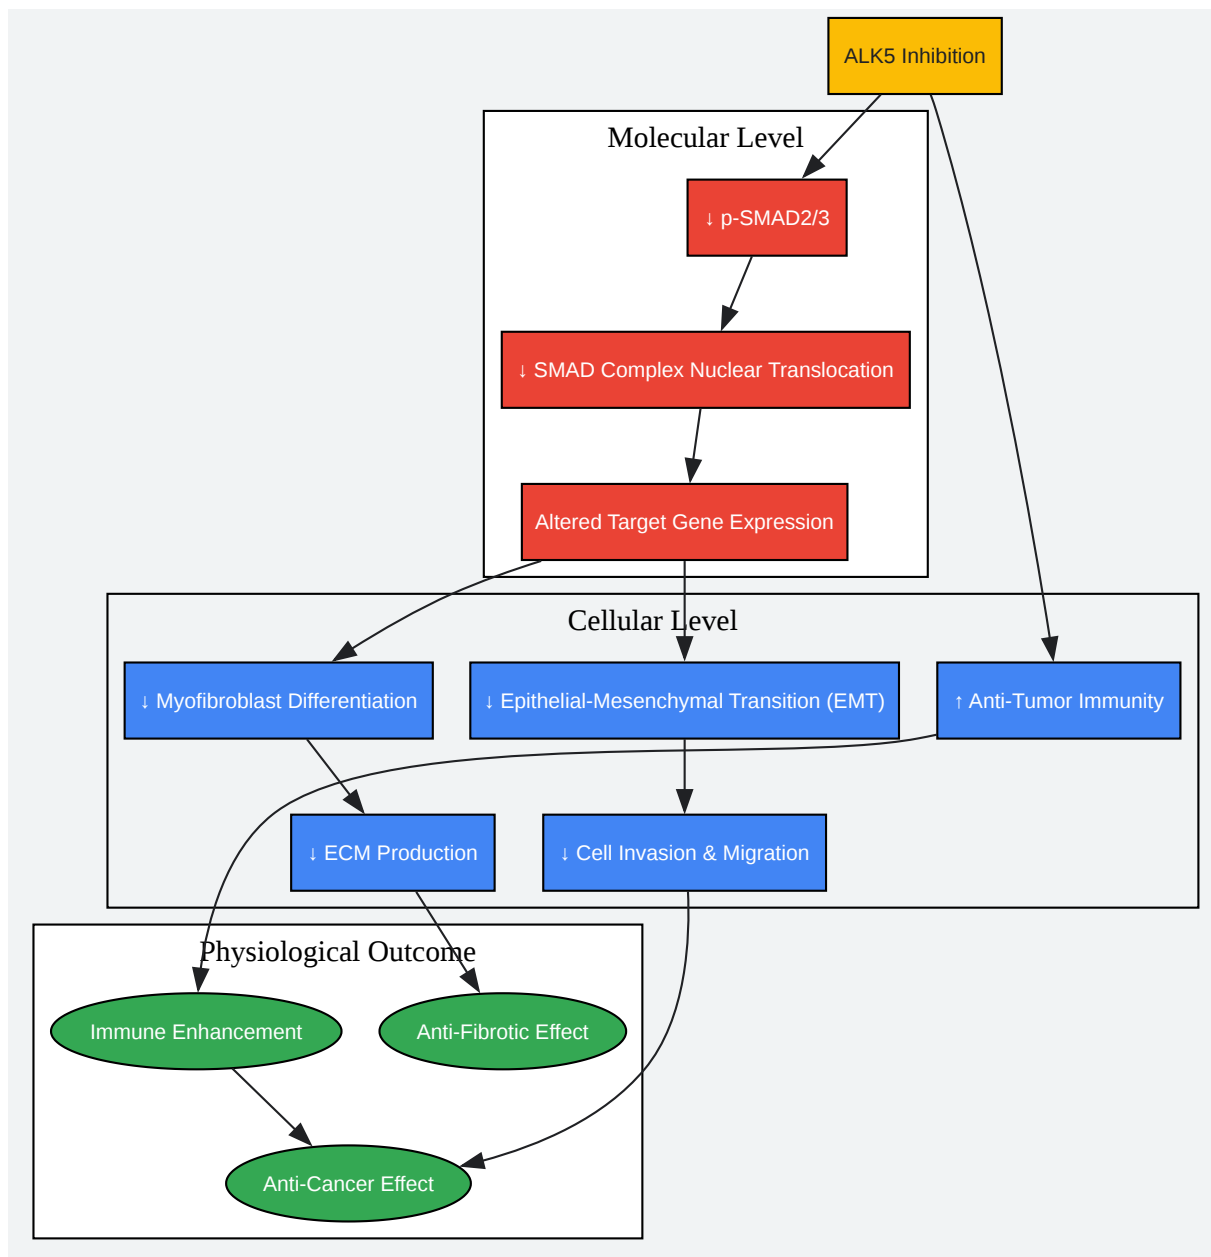 ALK5 Inhibition
Molecular Level
↓ p-SMAD2/3
↓ SMAD Complex Nuclear Translocation
Altered Target Gene Expression
Cellular Level
↓ Myofibroblast Differentiation
↓ Epithelial-Mesenchymal Transition (EMT)
↑ Anti-Tumor Immunity
↓ ECM Production
↓ Cell Invasion & Migration
Physiological Outcome
Immune Enhancement
Anti-Fibrotic Effect
Anti-Cancer Effect